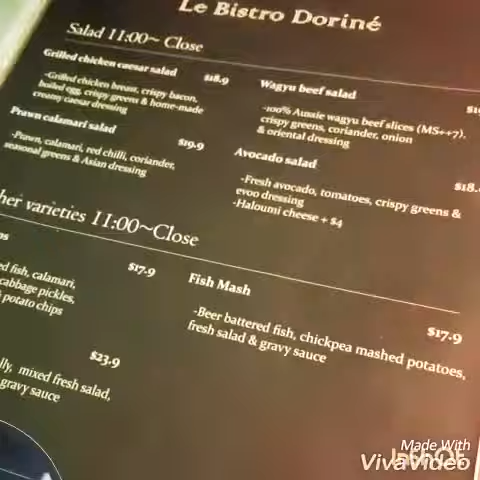 Le Bistro Doriné
Salad 11:00~ Close
Grilled chicken caesar salad $18.9
-Grilled chicken breast, crispy bacon,
boiled egg, crispy greens & home-made
creamy caesar dressing
Prawn calamari salad $19.9
-Prawn, calamari, red chilli, coriander,
seasonal greens & Asian dressing
Wagyu beef salad
-100% Aussie wagyu beef slices (MS++7),
crispy greens, coriander, onion
& oriental dressing
Avocado salad $18.
-Fresh avocado, tomatoes, crispy greens &
evoo dressing
-Haloumi cheese + $4
her varieties 11:00~Close
$17.9
ed fish, calamari,
cabbage pickles,
potato chips
$23.9
lly, mixed fresh salad,
gravy sauce
Fish Mash $17.9
-Beer battered fish, chickpea mashed potatoes,
fresh salad & gravy sauce
Made With
VivaVideo